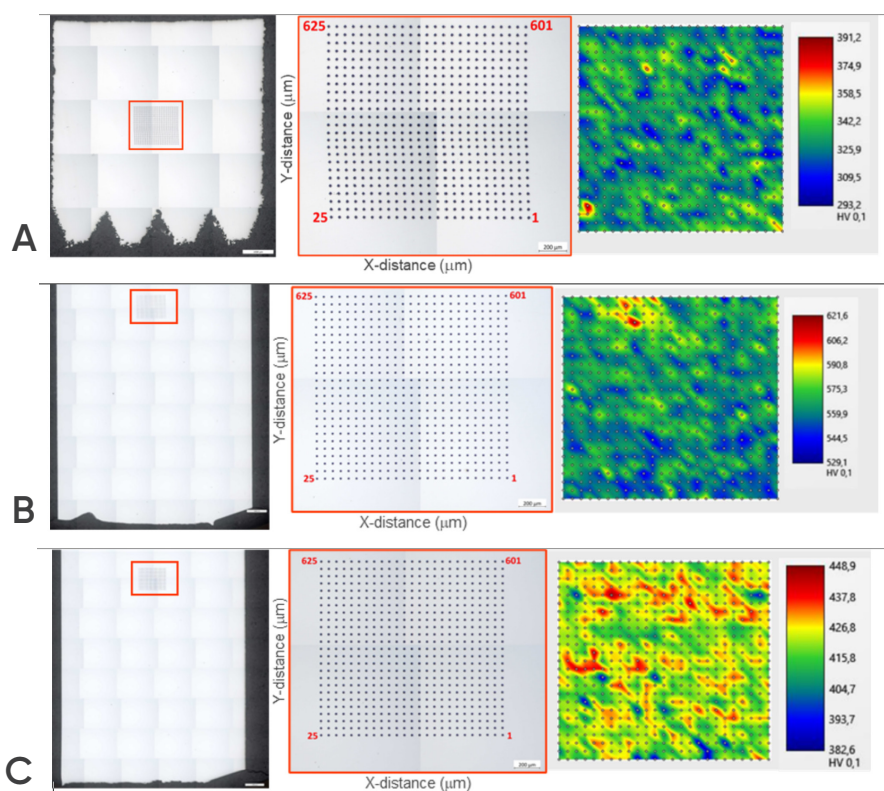 A
625
601
25
1
200 µm
Y-distance (µm)
X-distance (µm)
391,2
374,9
358,5
342,2
325,9
309,5
293,2
HV 0,1
B
625
601
25
1
200 µm
Y-distance (µm)
X-distance (µm)
621,6
606,2
590,8
575,3
559,9
544,5
529,1
HV 0,1
C
625
601
25
1
200 µm
Y-distance (µm)
X-distance (µm)
448,9
437,8
426,8
415,8
404,7
393,7
382,6
HV 0,1